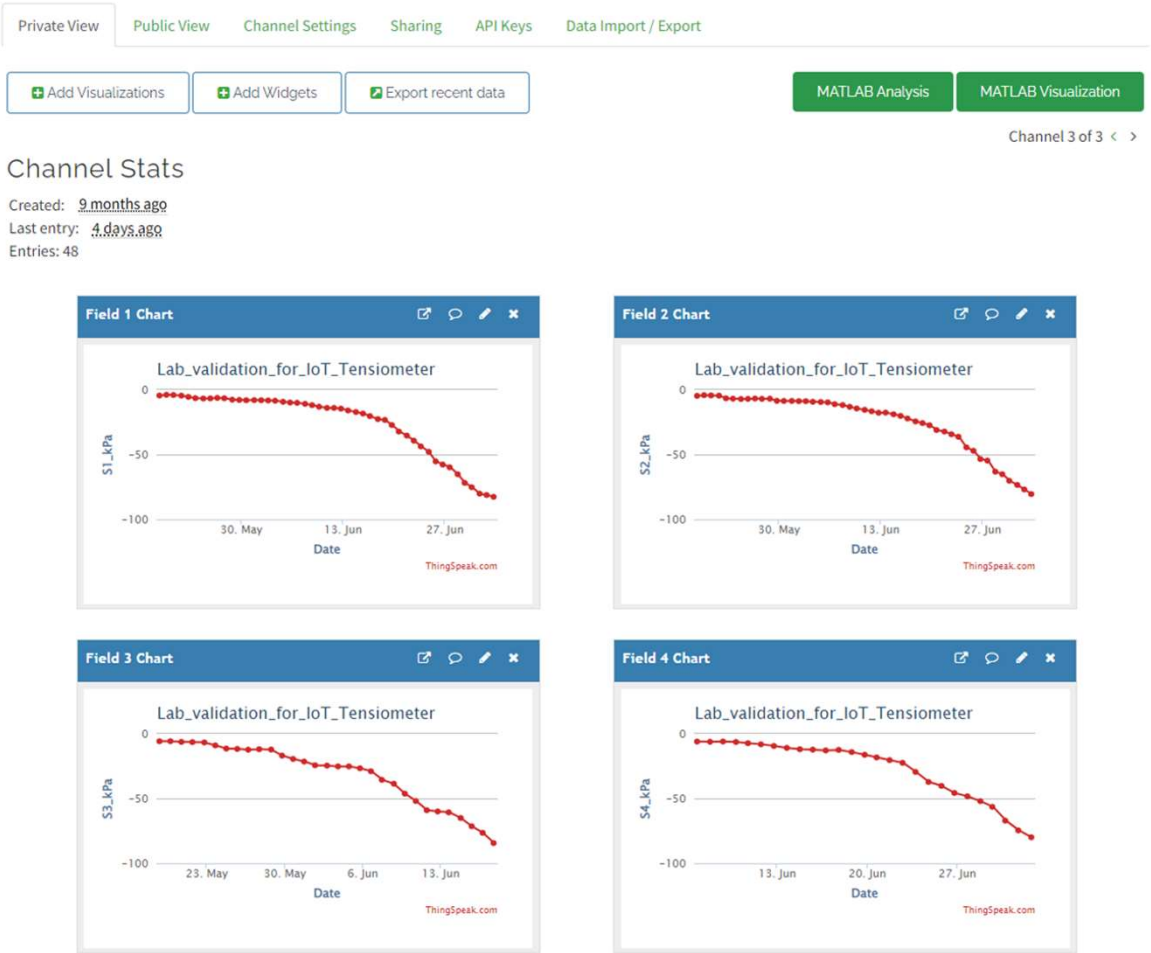 Private View Public View Channel Settings Sharing API Keys Data Import / Export
Add Visualizations Add Widgets Export recent data MATLAB Analysis MATLAB Visualization
Channel 3 of 3 < >
Channel Stats
Created: 9 months ago
Last entry: 4 days ago
Entries: 48
Field 1 Chart
Lab_validation_for_IoT_Tensiometer
0
-50
-100
S1_kPa
30. May 13. Jun 27. Jun
Date
ThingSpeak.com
Field 2 Chart
Lab_validation_for_IoT_Tensiometer
0
-50
-100
S2_kPa
30. May 13. Jun 27. Jun
Date
ThingSpeak.com
Field 3 Chart
Lab_validation_for_IoT_Tensiometer
0
-50
-100
S3_kPa
23. May 30. May 6. Jun 13. Jun
Date
ThingSpeak.com
Field 4 Chart
Lab_validation_for_IoT_Tensiometer
0
-50
-100
S4_kPa
13. Jun 20. Jun 27. Jun
Date
ThingSpeak.com